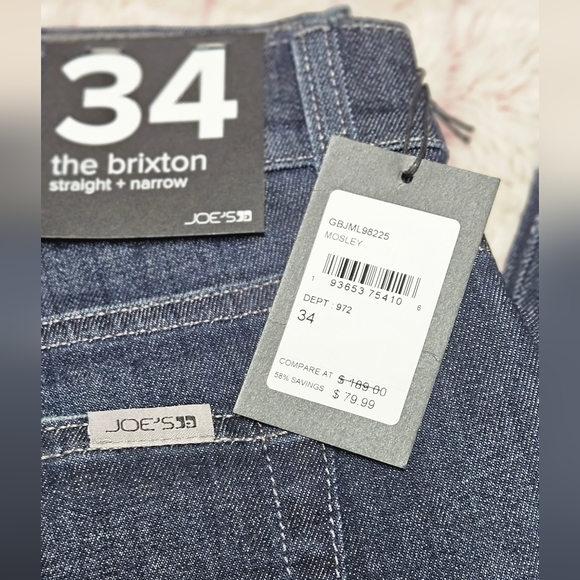 34
the brixton
straight + narrow
JOE'S
GBJML98225
MOSLEY
1 93653 75410 6
DEPT : 972
34
COMPARE AT $ 189.00
58% SAVINGS $ 79.99
JOE'S